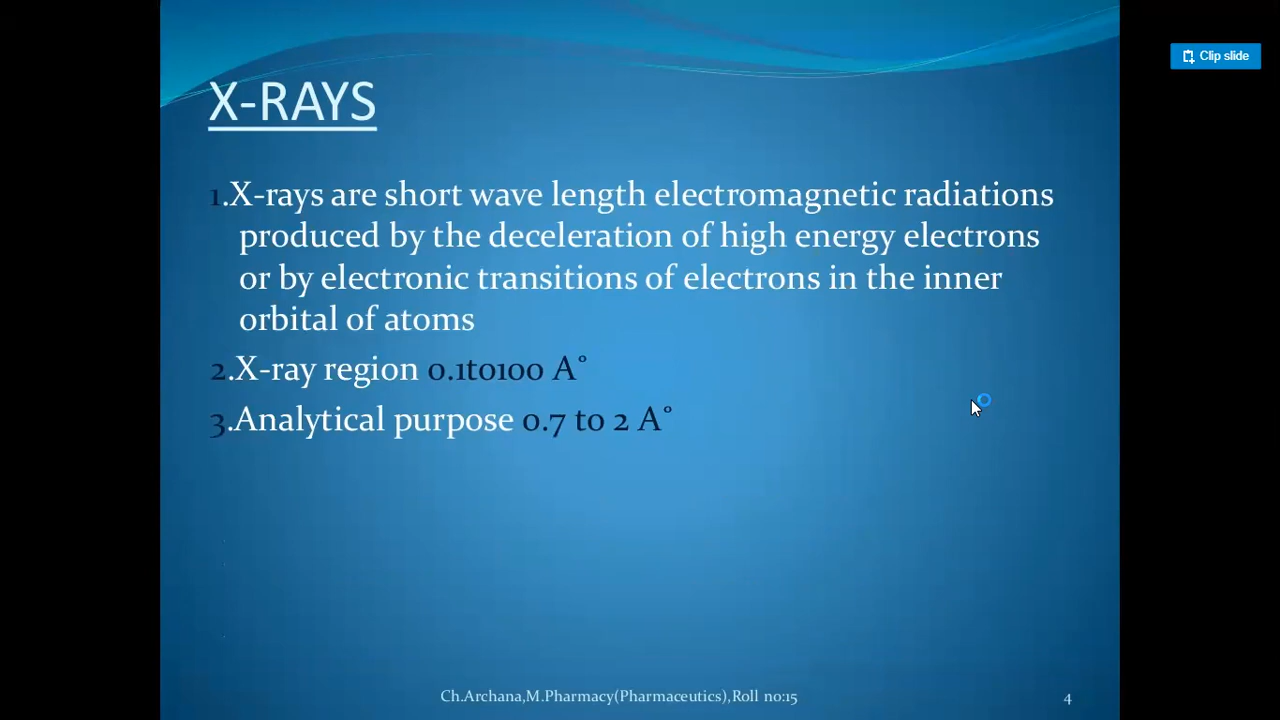 Clip slide
X-RAYS
1.X-rays are short wave length electromagnetic radiations
produced by the deceleration of high energy electrons
or by electronic transitions of electrons in the inner
orbital of atoms
2.X-ray region 0.1to100 A°
3.Analytical purpose 0.7 to 2 A°
Ch.Archana,M.Pharmacy(Pharmaceutics),Roll no:15
4